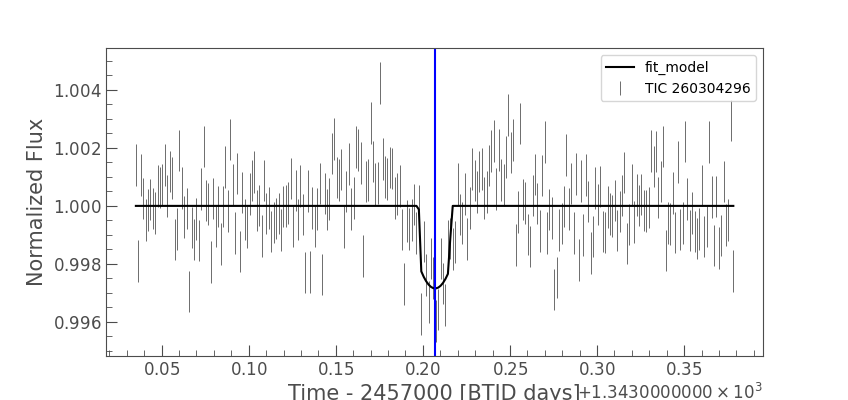 fit_model
TIC 260304296
Normalized Flux
1.004
1.002
1.000
0.998
0.996
0.05 0.10 0.15 0.20 0.25 0.30 0.35
Time - 2457000 [BTJD days]
+1.3430000000 × 10³